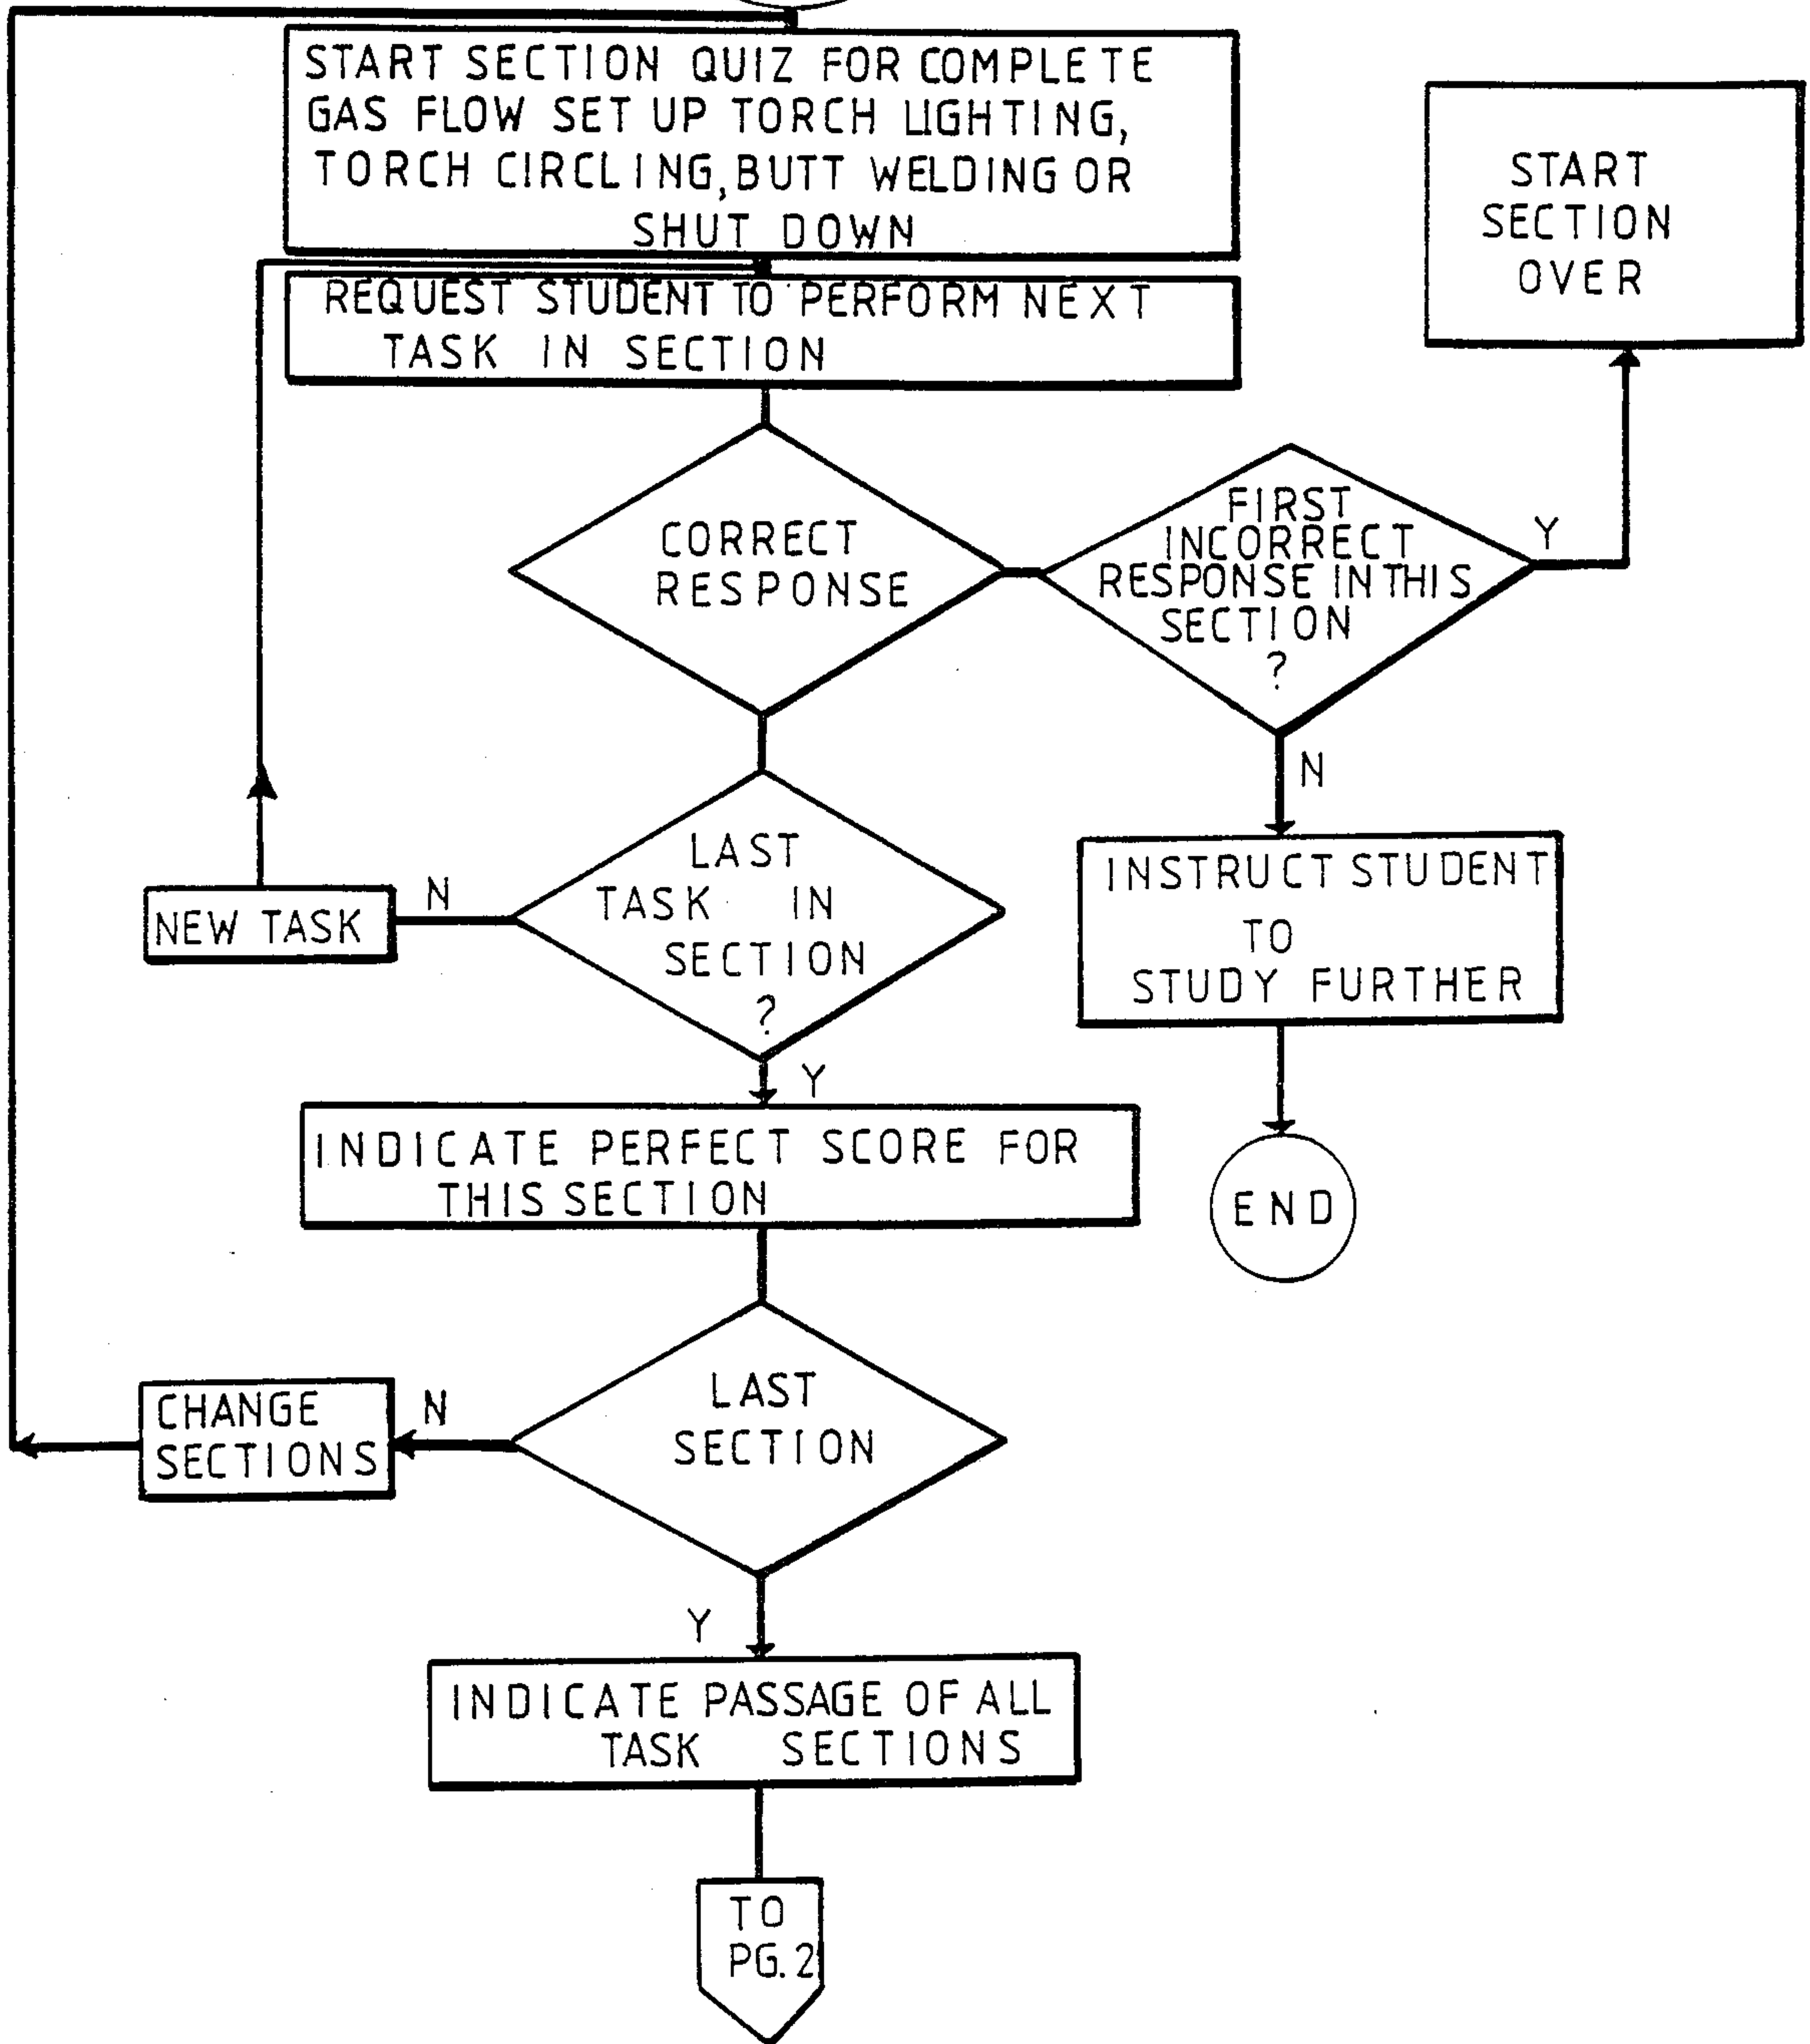 START SECTION QUIZ FOR COMPLETE
GAS FLOW SET UP TORCH LIGHTING,
TORCH CIRCLING, BUTT WELDING OR
SHUT DOWN
REQUEST STUDENT TO PERFORM NEXT
TASK IN SECTION
START
SECTION
OVER
CORRECT
RESPONSE
FIRST
INCORRECT
RESPONSE IN THIS
SECTION
?
Y
N
LAST
TASK IN
SECTION
?
N
NEW TASK
Y
INSTRUCT STUDENT
TO
STUDY FURTHER
END
INDICATE PERFECT SCORE FOR
THIS SECTION
LAST
SECTION
N
CHANGE
SECTIONS
Y
INDICATE PASSAGE OF ALL
TASK SECTIONS
TO
PG. 2